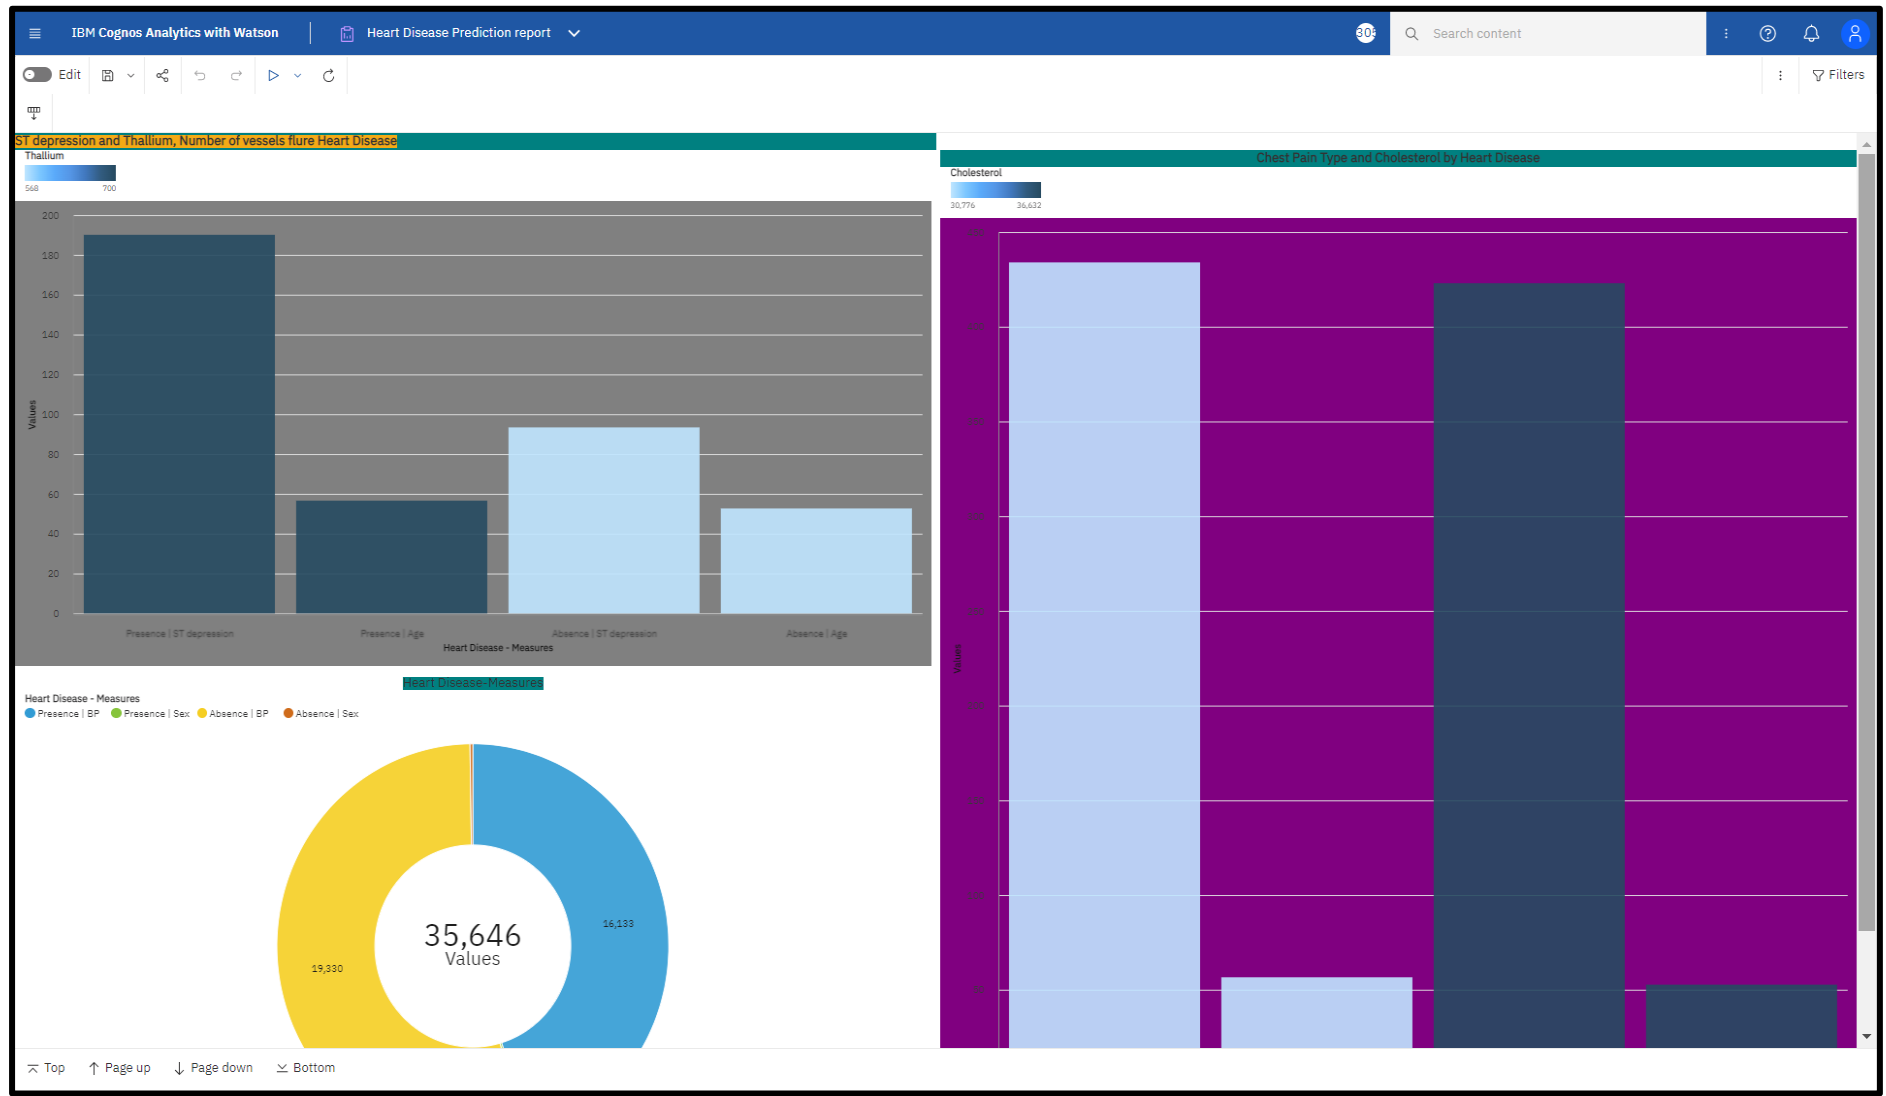 IBM Cognos Analytics with Watson
Heart Disease Prediction report
Search content
Edit
Filters
ST depression and Thallium, Number of vessels flure Heart Disease
Thallium
568 700
200
180
160
140
120
100
80
60
40
20
0
Values
Presence | ST depression
Presence | Age
Absence | ST depression
Absence | Age
Heart Disease - Measures
Chest Pain Type and Cholesterol by Heart Disease
Cholesterol
30,776 36,632
Values
Heart Disease-Measures
Heart Disease - Measures
Presence | BP Presence | Sex Absence | BP Absence | Sex
16,133
35,646
Values
19,330
Top Page up Page down Bottom